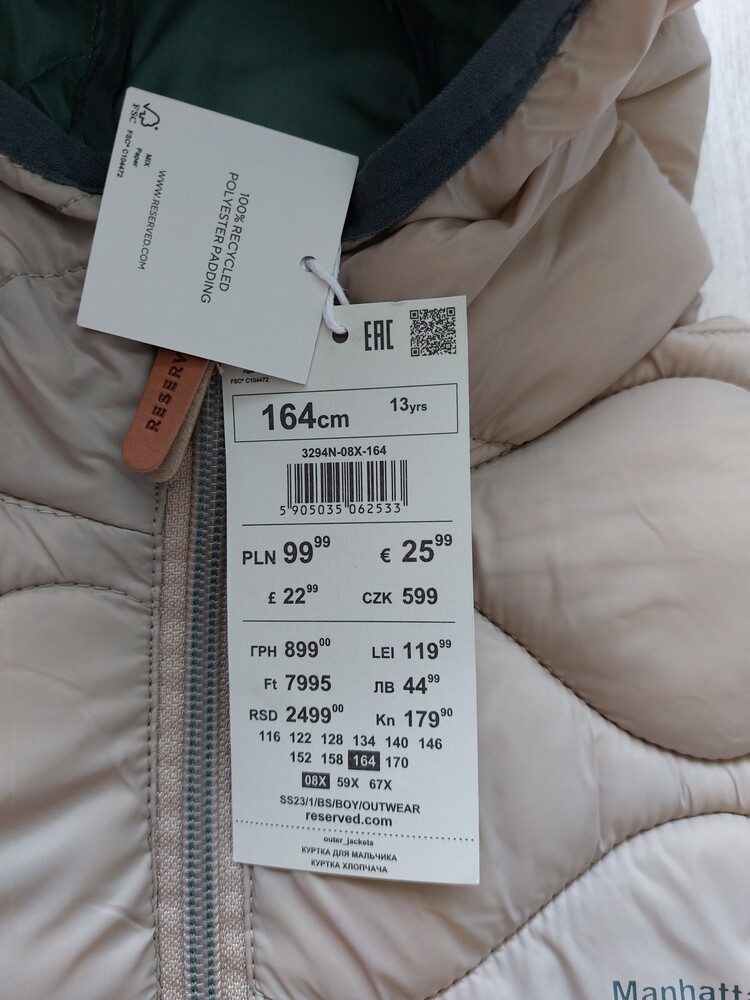 FSC
FSC® C104472
MIX
Paper
WWW.RESERVED.COM
100% RECYCLED
POLYESTER PADDING
RESERV
FSC® C104472
EAC
164cm 13yrs
3294N-08X-164
5 905035 062533
PLN 99⁹⁹ € 25⁹⁹
£ 22⁹⁹ CZK 599
ГРН 899⁰⁰ LEI 119⁹⁹
Ft 7995 ЛВ 44⁹⁹
RSD 2499⁰⁰ Kn 179⁹⁰
116 122 128 134 140 146
152 158 164 170
08X 59X 67X
SS23/1/BS/BOY/OUTWEAR
reserved.com
outer_jackets
КУРТКА ДЛЯ МАЛЬЧИКА
КУРТКА ХЛОПЧАЧА
Manhatt